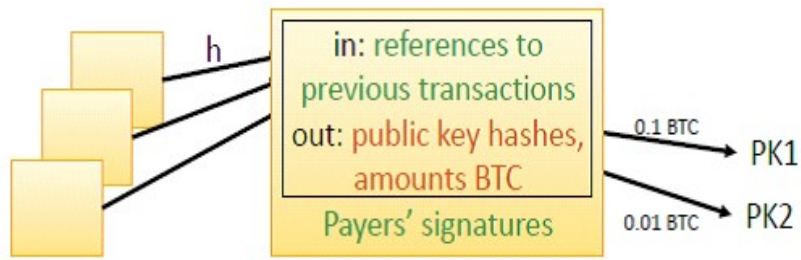 h
in: references to
previous transactions
out: public key hashes,
amounts BTC
Payers’ signatures
0.1 BTC
PK1
0.01 BTC
PK2